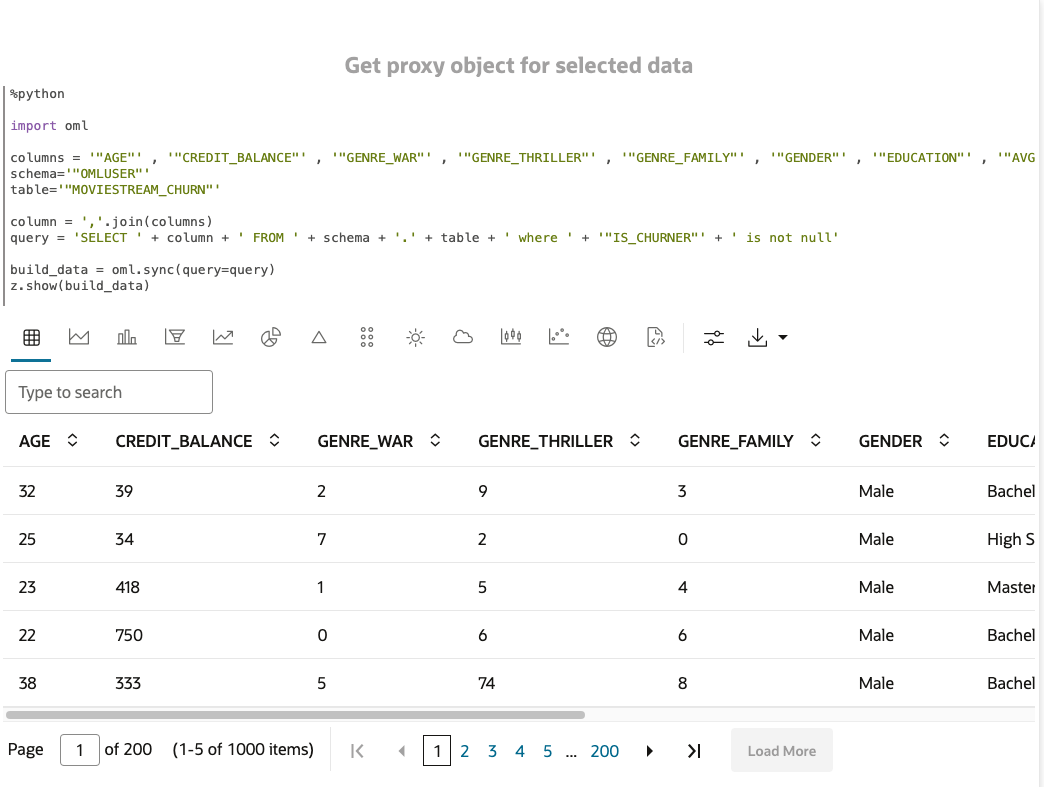 Get proxy object for selected data
%python
import oml
columns = '"AGE"' , '"CREDIT_BALANCE"' , '"GENRE_WAR"' , '"GENRE_THRILLER"' , '"GENRE_FAMILY"' , '"GENDER"' , '"EDUCATION"' , '"AVG
schema='"OMLUSER"'
table='"MOVIESTREAM_CHURN"'
column = ','.join(columns)
query = 'SELECT ' + column + ' FROM ' + schema + '.' + table + ' where ' + '"IS_CHURNER"' + ' is not null'
build_data = oml.sync(query=query)
z.show(build_data)
Type to search
AGE CREDIT_BALANCE GENRE_WAR GENRE_THRILLER GENRE_FAMILY GENDER EDUCA
32 39 2 9 3 Male Bachel
25 34 7 2 0 Male High S
23 418 1 5 4 Male Master
22 750 0 6 6 Male Bachel
38 333 5 74 8 Male Bachel
Page 1 of 200 (1-5 of 1000 items) 1 2 3 4 5 ... 200 Load More